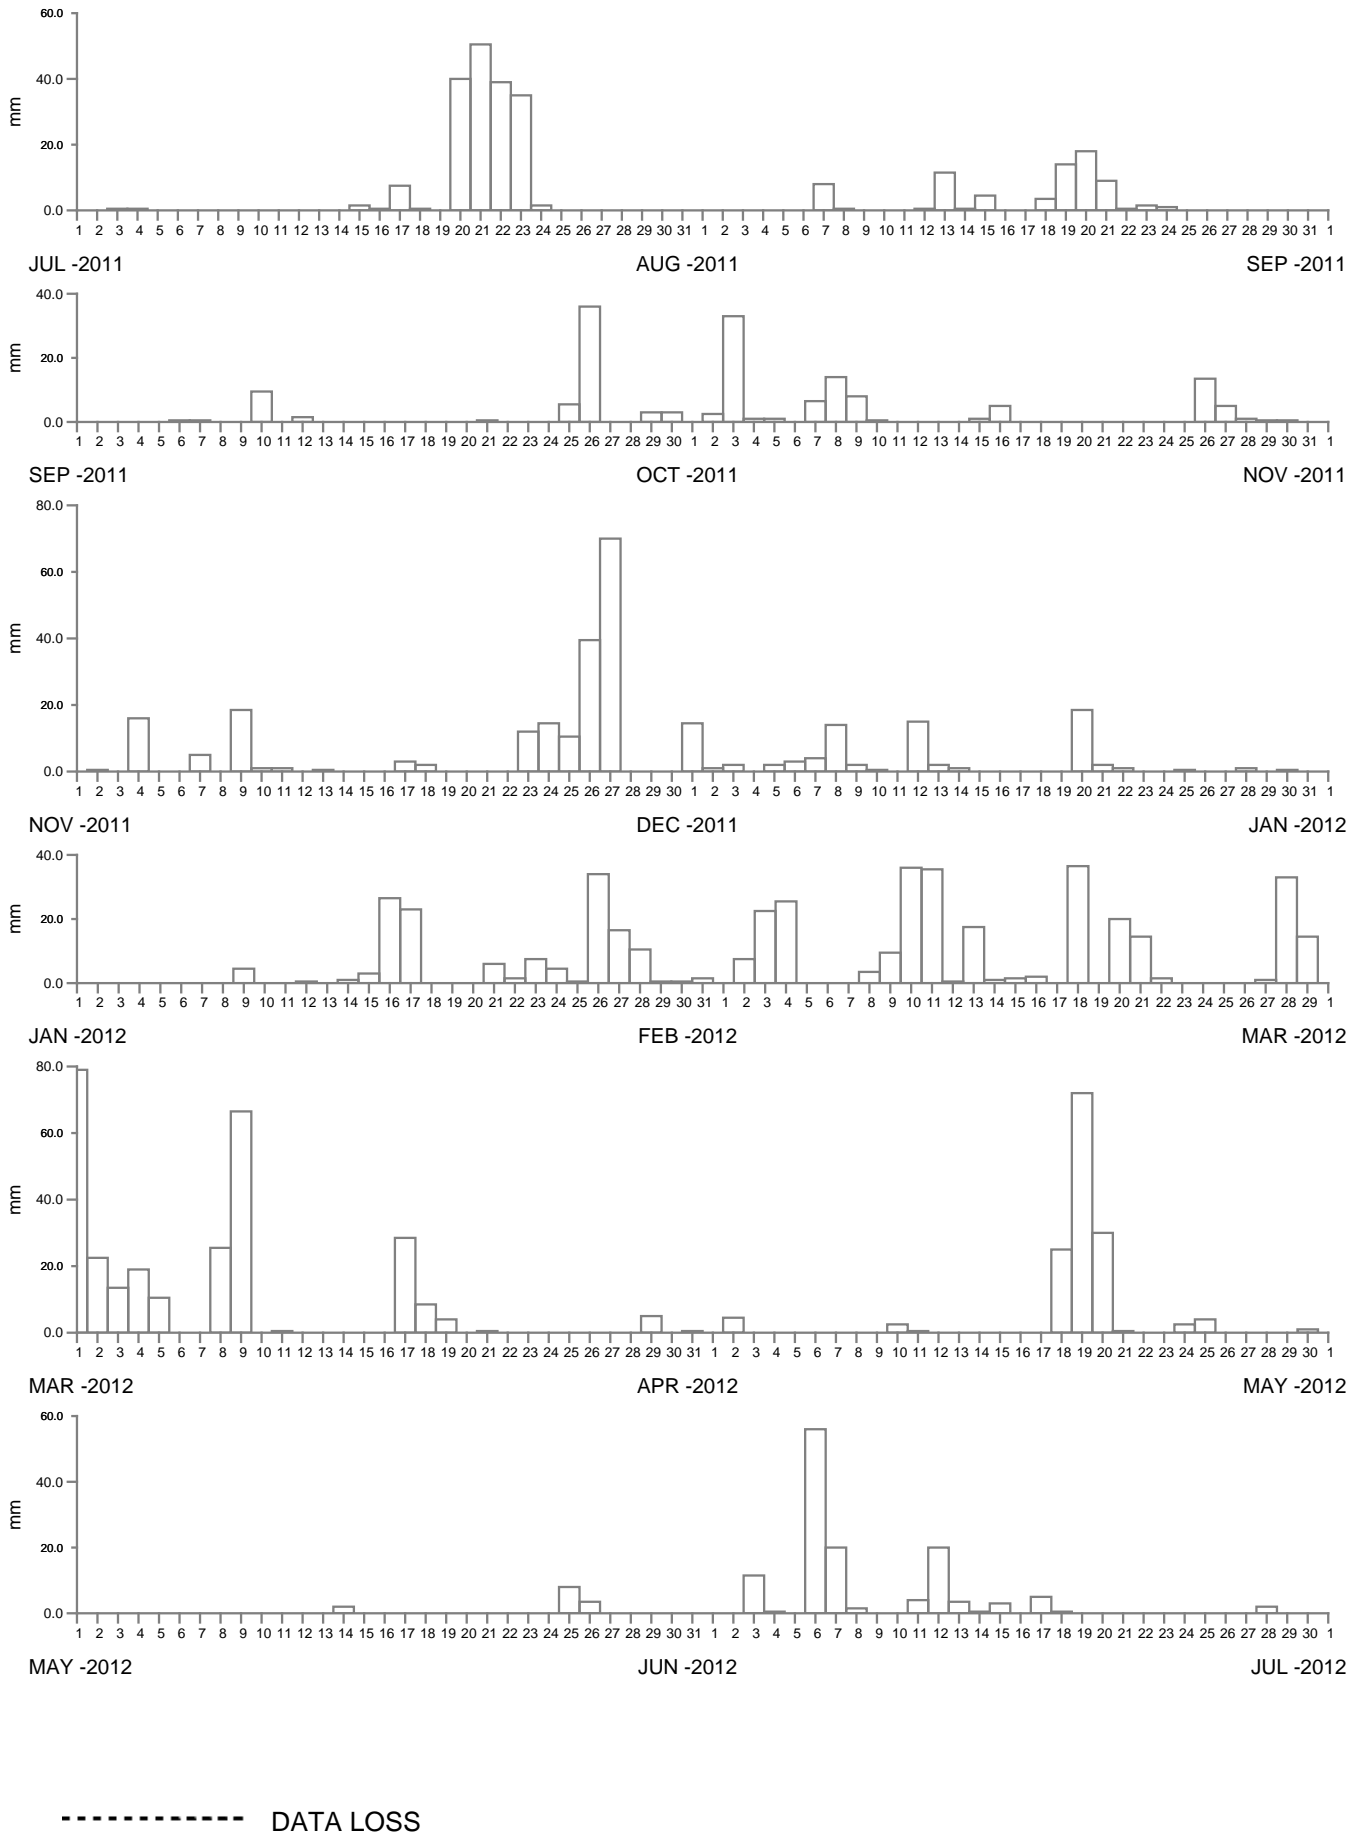 60.0
40.0
mm
20.0
0.0
1 2 3 4 5 6 7 8 9 10 11 12 13 14 15 16 17 18 19 20 21 22 23 24 25 26 27 28 29 30 31 1 2 3 4 5 6 7 8 9 10 11 12 13 14 15 16 17 18 19 20 21 22 23 24 25 26 27 28 29 30 31 1
JUL -2011 AUG -2011 SEP -2011
40.0
mm
20.0
0.0
1 2 3 4 5 6 7 8 9 10 11 12 13 14 15 16 17 18 19 20 21 22 23 24 25 26 27 28 29 30 1 2 3 4 5 6 7 8 9 10 11 12 13 14 15 16 17 18 19 20 21 22 23 24 25 26 27 28 29 30 31 1
SEP -2011 OCT -2011 NOV -2011
80.0
60.0
mm
40.0
20.0
0.0
1 2 3 4 5 6 7 8 9 10 11 12 13 14 15 16 17 18 19 20 21 22 23 24 25 26 27 28 29 30 1 2 3 4 5 6 7 8 9 10 11 12 13 14 15 16 17 18 19 20 21 22 23 24 25 26 27 28 29 30 31 1
NOV -2011 DEC -2011 JAN -2012
40.0
mm
20.0
0.0
1 2 3 4 5 6 7 8 9 10 11 12 13 14 15 16 17 18 19 20 21 22 23 24 25 26 27 28 29 30 31 1 2 3 4 5 6 7 8 9 10 11 12 13 14 15 16 17 18 19 20 21 22 23 24 25 26 27 28 29 1
JAN -2012 FEB -2012 MAR -2012
80.0
60.0
mm
40.0
20.0
0.0
1 2 3 4 5 6 7 8 9 10 11 12 13 14 15 16 17 18 19 20 21 22 23 24 25 26 27 28 29 30 31 1 2 3 4 5 6 7 8 9 10 11 12 13 14 15 16 17 18 19 20 21 22 23 24 25 26 27 28 29 30 1
MAR -2012 APR -2012 MAY -2012
60.0
40.0
mm
20.0
0.0
1 2 3 4 5 6 7 8 9 10 11 12 13 14 15 16 17 18 19 20 21 22 23 24 25 26 27 28 29 30 31 1 2 3 4 5 6 7 8 9 10 11 12 13 14 15 16 17 18 19 20 21 22 23 24 25 26 27 28 29 30 1
MAY -2012 JUN -2012 JUL -2012
DATA LOSS